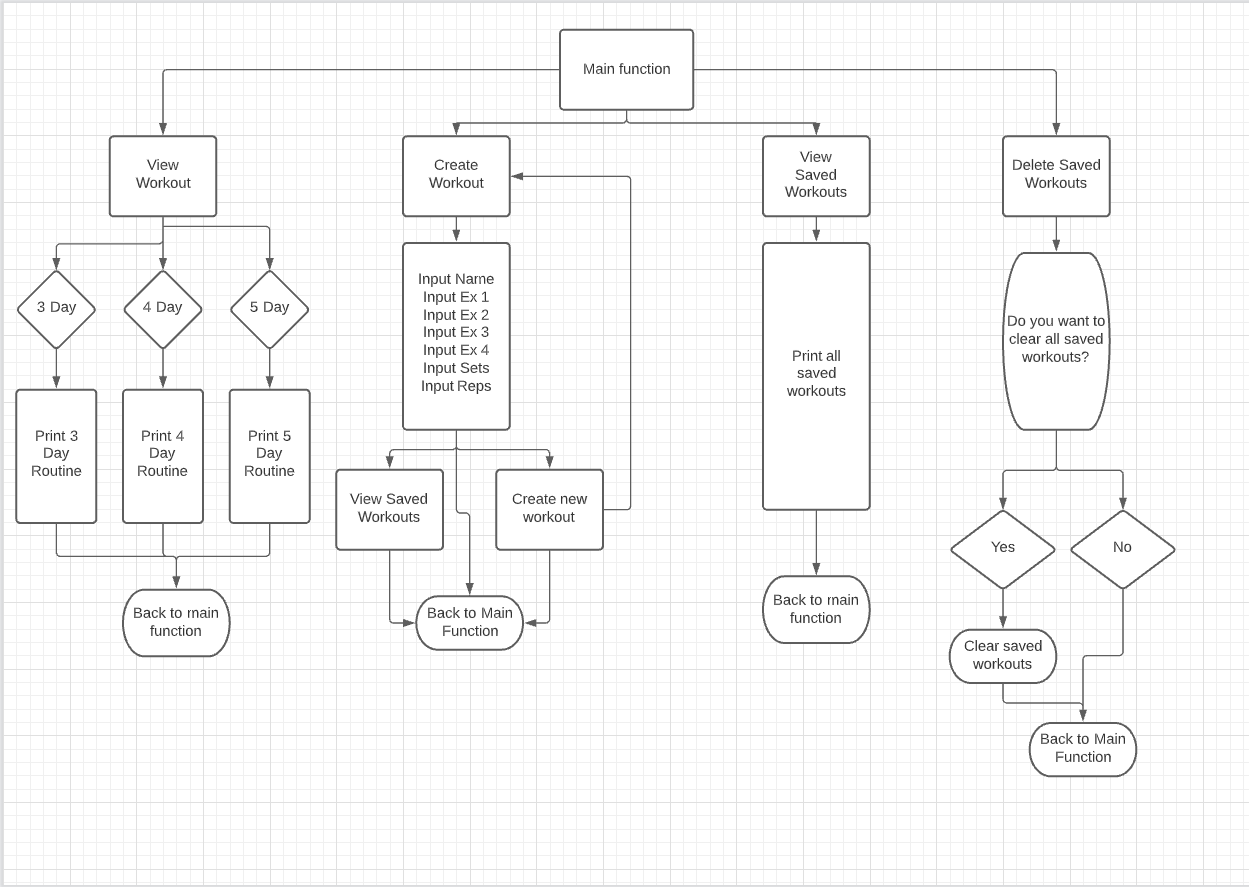 Main function
View
Workout
Create
Workout
View
Saved
Workouts
Delete Saved
Workouts
3 Day
4 Day
5 Day
Input Name
Input Ex 1
Input Ex 2
Input Ex 3
Input Ex 4
Input Sets
Input Reps
Print all
saved
workouts
Do you want to
clear all saved
workouts?
Print 3
Day
Routine
Print 4
Day
Routine
Print 5
Day
Routine
View Saved
Workouts
Create new
workout
Yes
No
Back to main
function
Back to Main
Function
Back to main
function
Clear saved
workouts
Back to Main
Function